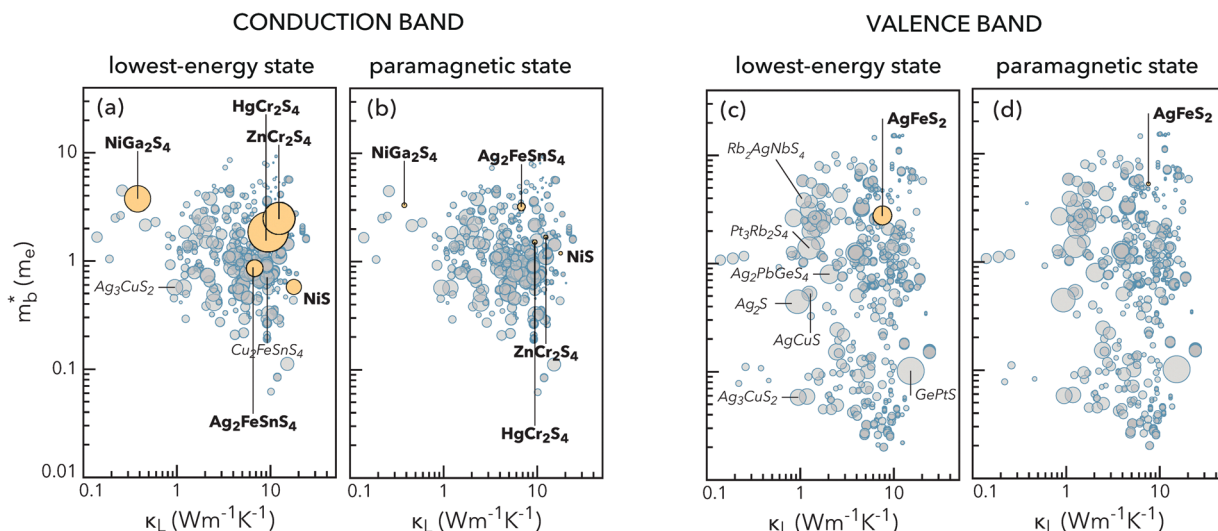 CONDUCTION BAND
VALENCE BAND
lowest-energy state
paramagnetic state
lowest-energy state
paramagnetic state
(a)
HgCr₂S₄
ZnCr₂S₄
NiGa₂S₄
Ag₃CuS₂
NiS
Cu₂FeSnS₄
Ag₂FeSnS₄
(b)
NiGa₂S₄
Ag₂FeSnS₄
NiS
ZnCr₂S₄
HgCr₂S₄
(c)
AgFeS₂
Rb₂AgNbS₄
Pt₃Rb₂S₄
Ag₂PbGeS₄
Ag₂S
AgCuS
Ag₃CuS₂
GePtS
(d)
AgFeS₂
m*b (me)
10
1
0.1
0.01
0.1 1 10
0.1 1 10
0.1 1 10
0.1 1 10
κL (Wm⁻¹K⁻¹)
κL (Wm⁻¹K⁻¹)
κL (Wm⁻¹K⁻¹)
κL (Wm⁻¹K⁻¹)